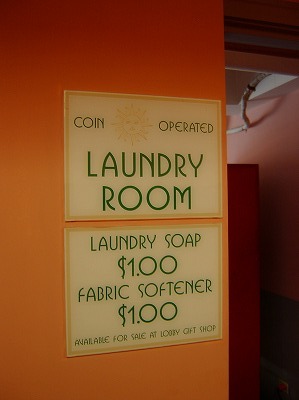 COIN OPERATED
LAUNDRY
ROOM
LAUNDRY SOAP
$1.00
FABRIC SOFTENER
$1.00
AVAILABLE FOR SALE AT LOBBY GIFT SHOP